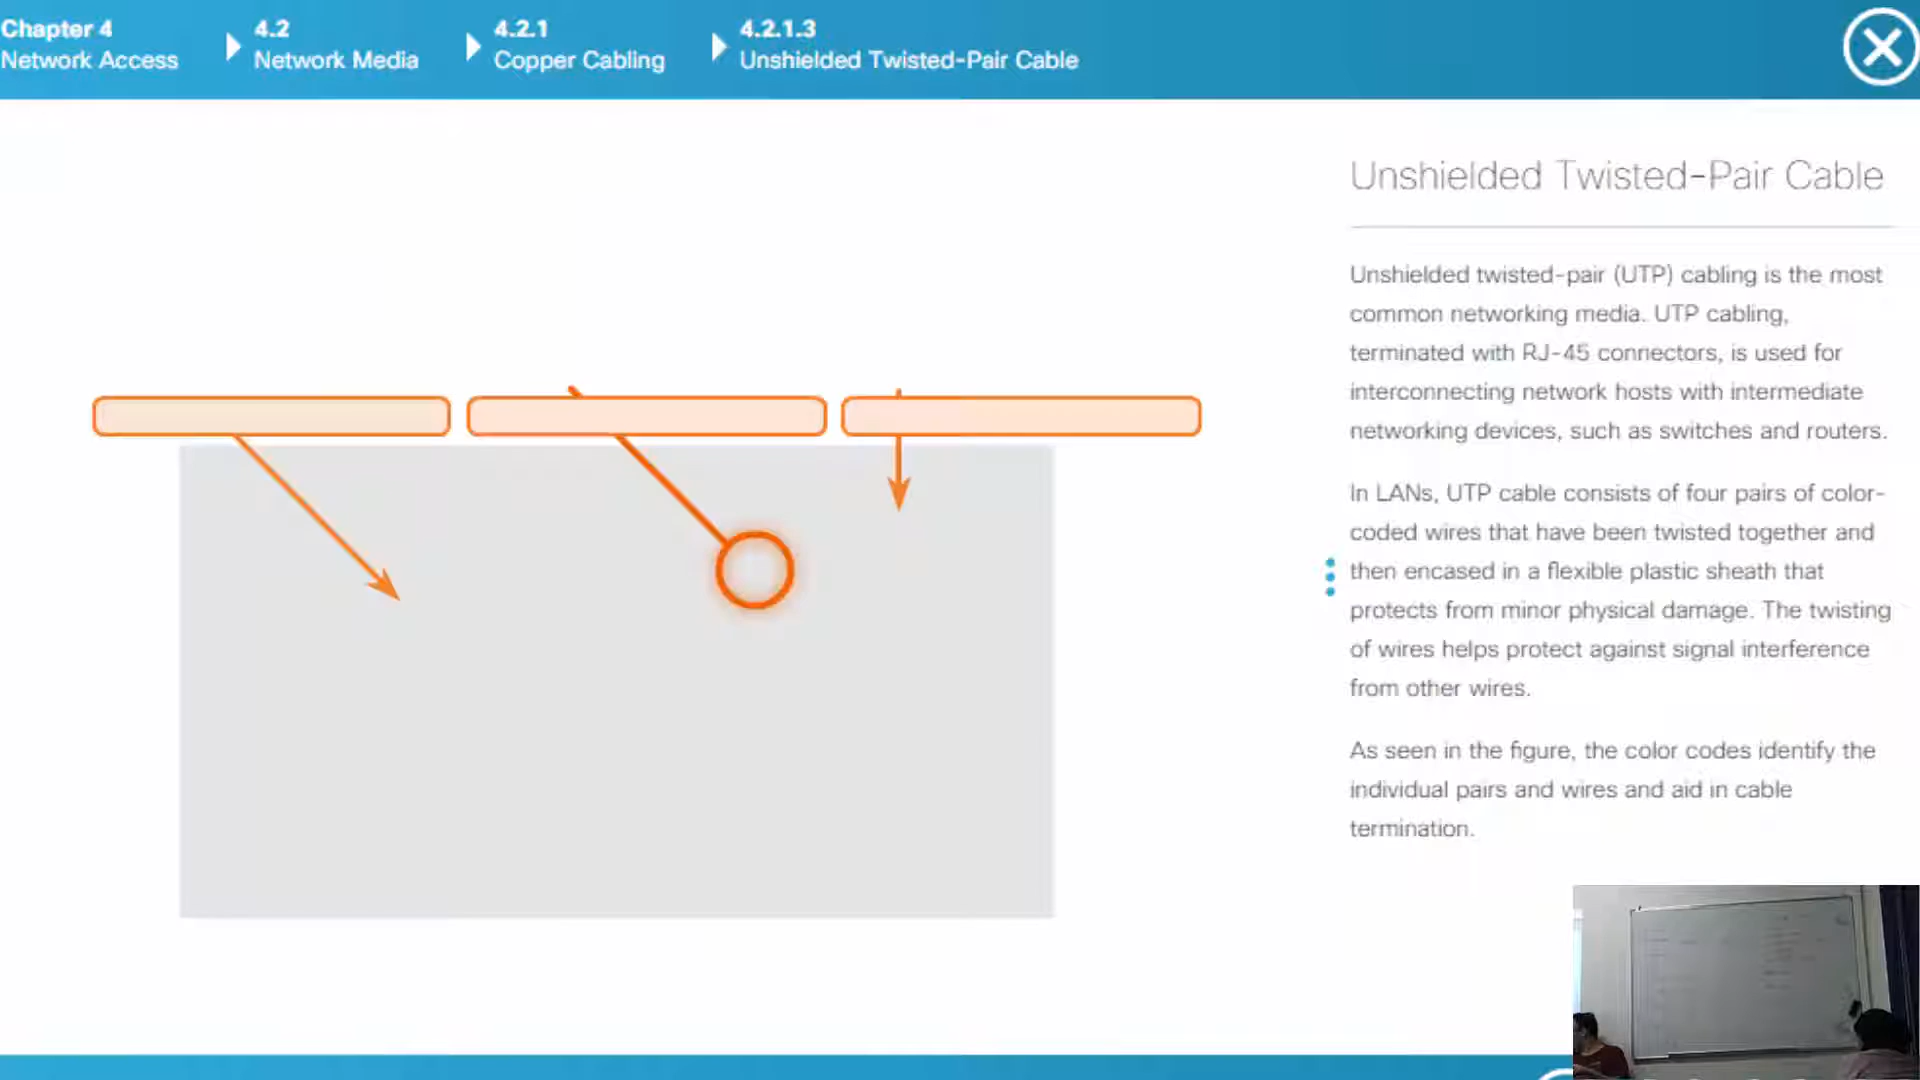 Chapter 4
Network Access
4.2
Network Media
4.2.1
Copper Cabling
4.2.1.3
Unshielded Twisted-Pair Cable
Unshielded Twisted-Pair Cable
Unshielded twisted-pair (UTP) cabling is the most
common networking media. UTP cabling,
terminated with RJ-45 connectors, is used for
interconnecting network hosts with intermediate
networking devices, such as switches and routers.
In LANs, UTP cable consists of four pairs of color-
coded wires that have been twisted together and
then encased in a flexible plastic sheath that
protects from minor physical damage. The twisting
of wires helps protect against signal interference
from other wires.
As seen in the figure, the color codes identify the
individual pairs and wires and aid in cable
termination.